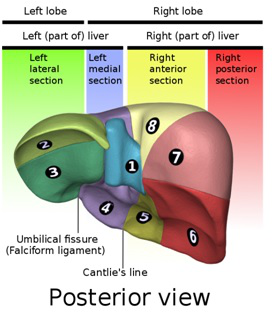 Left lobe Right lobe
Left (part of) liver Right (part of) liver
Left Left Right Right
lateral medial anterior posterior
section section section section
8
2 7
3 1
4 5 6
Umbilical fissure
(Falciform ligament)
Cantlie's line
Posterior view